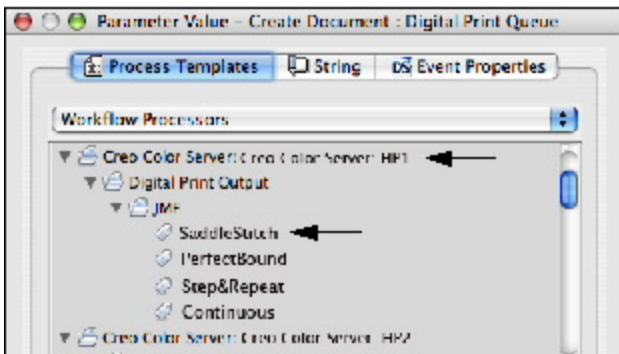 Parameter Value – Create Document : Digital Print Queue
Process Templates String DS Event Properties
Workflow Processors
Creo Color Server: Creo Color Server: HP1
Digital Print Output
JMF
SaddleStitch
PerfectBound
Step&Repeat
Continuous
Creo Color Server: Creo Color Server: HP2